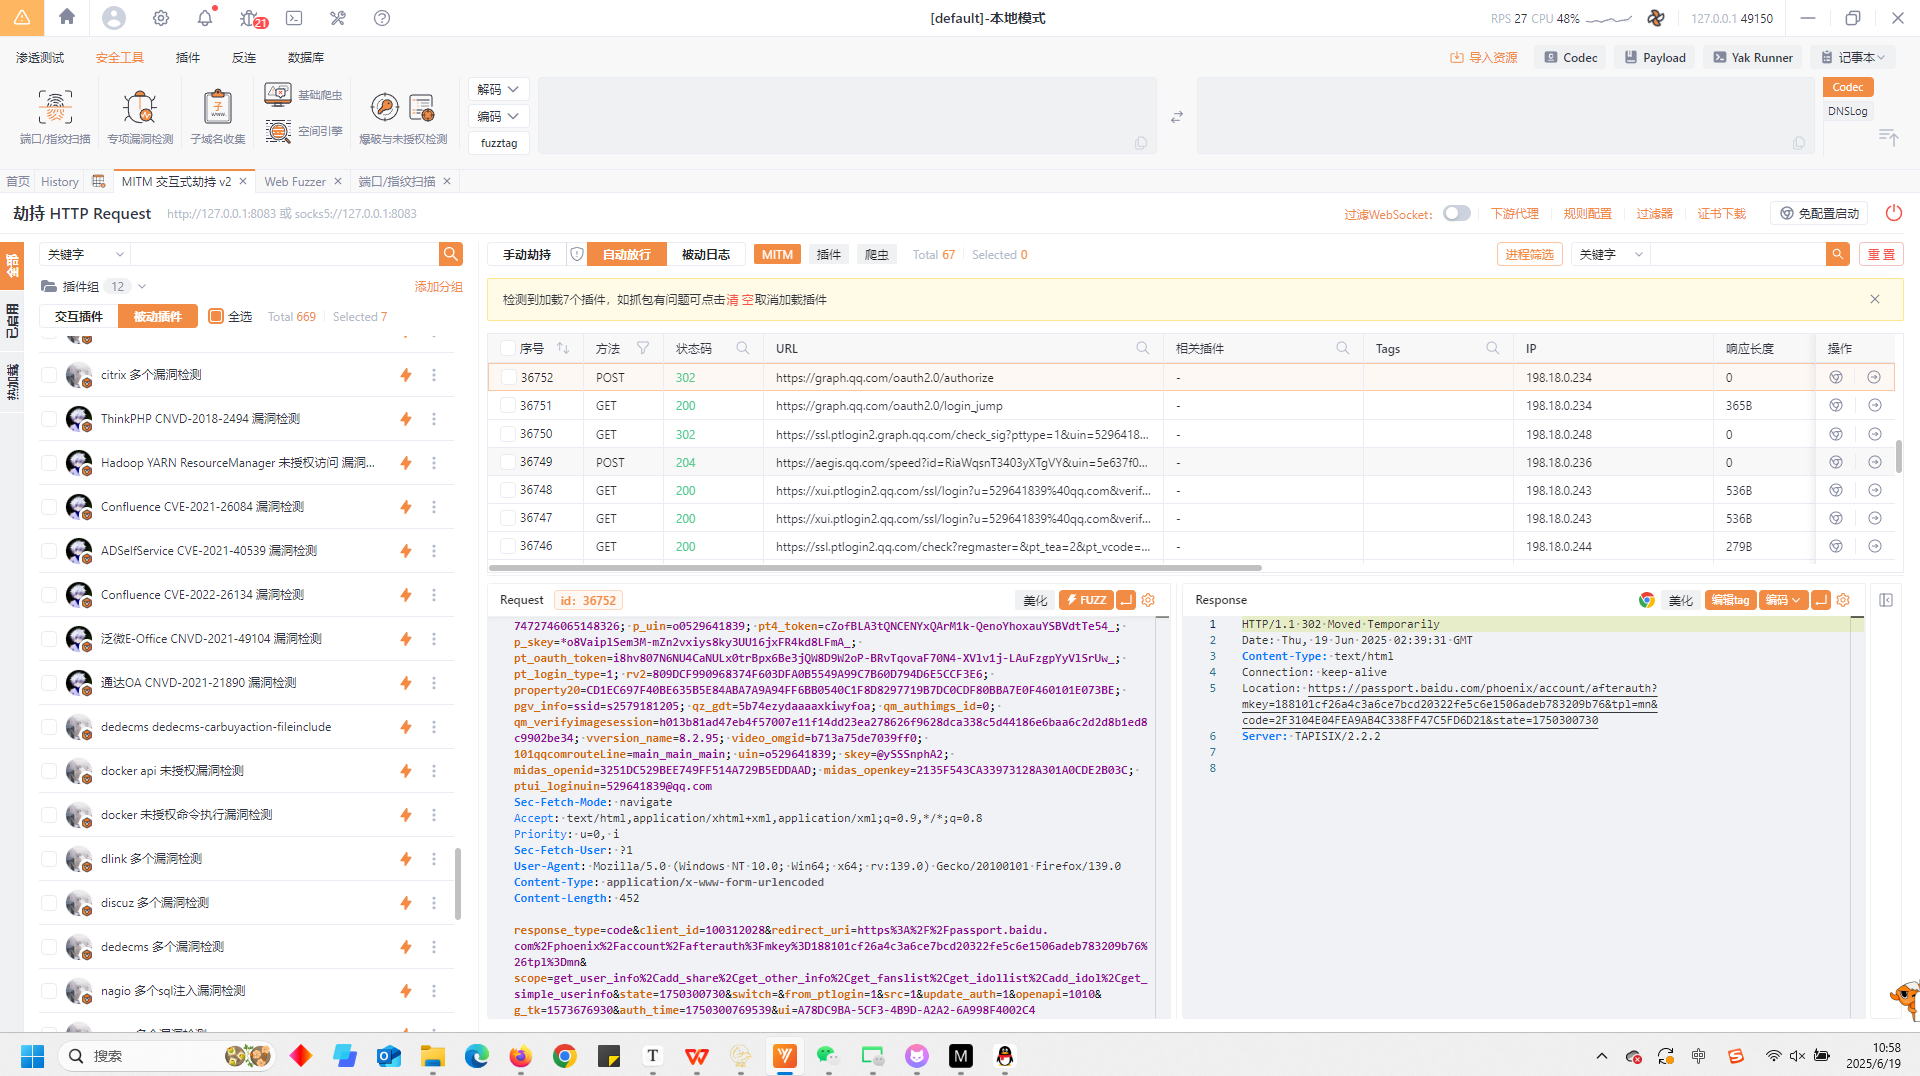 21
[default]-本地模式
RPS 27 CPU 48%
127.0.0.1 49150
渗透测试 安全工具 插件 反连 数据库
导入资源 Codec Payload Yak Runner 记事本
端口/指纹扫描
专项漏洞检测
子域名收集
基础爬虫
空间引擎
爆破与未授权检测
解码
编码
fuzztag
Codec
DNSLog
首页 History MITM 交互式劫持 v2 Web Fuzzer 端口/指纹扫描
劫持 HTTP Request http://127.0.0.1:8083 或 socks5://127.0.0.1:8083
过滤WebSocket: 下游代理 规则配置 过滤器 证书下载 免配置启动
全部
已启用
热加载
关键字
插件组 12 添加分组
交互插件 被动插件 全选 Total 669 Selected 7
citrix 多个漏洞检测
ThinkPHP CNVD-2018-2494 漏洞检测
Hadoop YARN ResourceManager 未授权访问 漏洞...
Confluence CVE-2021-26084 漏洞检测
ADSelfService CVE-2021-40539 漏洞检测
Confluence CVE-2022-26134 漏洞检测
泛微E-Office CNVD-2021-49104 漏洞检测
通达OA CNVD-2021-21890 漏洞检测
dedecms dedecms-carbuyaction-fileinclude
docker api 未授权漏洞检测
docker 未授权命令执行漏洞检测
dlink 多个漏洞检测
discuz 多个漏洞检测
dedecms 多个漏洞检测
nagio 多个sql注入漏洞检测
手动劫持 自动放行 被动日志 MITM 插件 爬虫 Total 67 Selected 0
进程筛选 关键字 重 置
检测到加载7个插件，如抓包有问题可点击清 空取消加载插件
序号 方法 状态码 URL 相关插件 Tags IP 响应长度 操作
36752 POST 302 https://graph.qq.com/oauth2.0/authorize - 198.18.0.234 0
36751 GET 200 https://graph.qq.com/oauth2.0/login_jump - 198.18.0.234 365B
36750 GET 302 https://ssl.ptlogin2.graph.qq.com/check_sig?pttype=1&uin=5296418... - 198.18.0.248 0
36749 POST 204 https://aegis.qq.com/speed?id=RiaWqsnT3403yXTgVY&uin=5e637f0... - 198.18.0.236 0
36748 GET 200 https://xui.ptlogin2.qq.com/ssl/login?u=529641839%40qq.com&verif... - 198.18.0.243 536B
36747 GET 200 https://xui.ptlogin2.qq.com/ssl/login?u=529641839%40qq.com&verif... - 198.18.0.243 536B
36746 GET 200 https://ssl.ptlogin2.qq.com/check?regmaster=&pt_tea=2&pt_vcode=... - 198.18.0.244 279B
Request id: 36752 美化 FUZZ
7472746065148326; p_uin=o0529641839; pt4_token=cZofBLA3tQNCENYxQArM1k-QenoYhoxauYSBVdtTe54_;
p_skey=*o8VaiplSem3M-mZn2vxiys8ky3UU16jxFR4kd8LFmA_;
pt_oauth_token=i8hv807N6NU4CaNULx0trBpx6Be3jQW8D9W2oP-BRvTqovaF70N4-XVlv1j-LAuFzgpYyVlSrUw_;
pt_login_type=1; rv2=809DCF990968374F603DFA0B5549A99C7B60D794D6E5CCF3E6;
property20=CD1EC697F40BE635B5E84ABA7A9A94FF6BB0540C1F8D8297719B7DC0CDF80BBA7E0F460101E073BE;
pgv_info=ssid=s2579181205; qz_gdt=5b74ezydaaaaxkiwyfoa; qm_authimgs_id=0;
qm_verifyimagesession=h013b81ad47eb4f57007e11f14dd23ea278626f9628dca338c5d44186e6baa6c2d2d8b1ed8
c9902be34; vversion_name=8.2.95; video_omgid=b713a75de7039ff0;
101qqcomrouteLine=main_main_main; uin=o529641839; skey=@ySSSnphA2;
midas_openid=3251DC529BEE749FF514A729B5EDDAAD; midas_openkey=2135F543CA33973128A301A0CDE2B03C;
ptui_loginuin=529641839@qq.com
Sec-Fetch-Mode: navigate
Accept: text/html,application/xhtml+xml,application/xml;q=0.9,*/*;q=0.8
Priority: u=0, i
Sec-Fetch-User: ?1
User-Agent: Mozilla/5.0 (Windows NT 10.0; Win64; x64; rv:139.0) Gecko/20100101 Firefox/139.0
Content-Type: application/x-www-form-urlencoded
Content-Length: 452
response_type=code&client_id=100312028&redirect_uri=https%3A%2F%2Fpassport.baidu.
com%2Fphoenix%2Faccount%2Fafterauth%3Fmkey%3D188101cf26a4c3a6ce7bcd20322fe5c6e1506adeb783209b76%
26tpl%3Dmn&
scope=get_user_info%2Cadd_share%2Cget_other_info%2Cget_fanslist%2Cget_idollist%2Cadd_idol%2Cget_
simple_userinfo&state=1750300730&switch=&from_ptlogin=1&src=1&update_auth=1&openapi=1010&
g_tk=1573676930&auth_time=1750300769539&ui=A78DC9BA-5CF3-4B9D-A2A2-6A998F4002C4
Response 美化 编辑tag 编码
1 HTTP/1.1 302 Moved Temporarily
2 Date: Thu, 19 Jun 2025 02:39:31 GMT
3 Content-Type: text/html
4 Connection: keep-alive
5 Location: https://passport.baidu.com/phoenix/account/afterauth?
mkey=188101cf26a4c3a6ce7bcd20322fe5c6e1506adeb783209b76&tpl=mn&
code=2F3104E04FEA9AB4C338FF47C5FD6D21&state=1750300730
6 Server: TAPISIX/2.2.2
7
8
搜索
中
10:58
2025/6/19